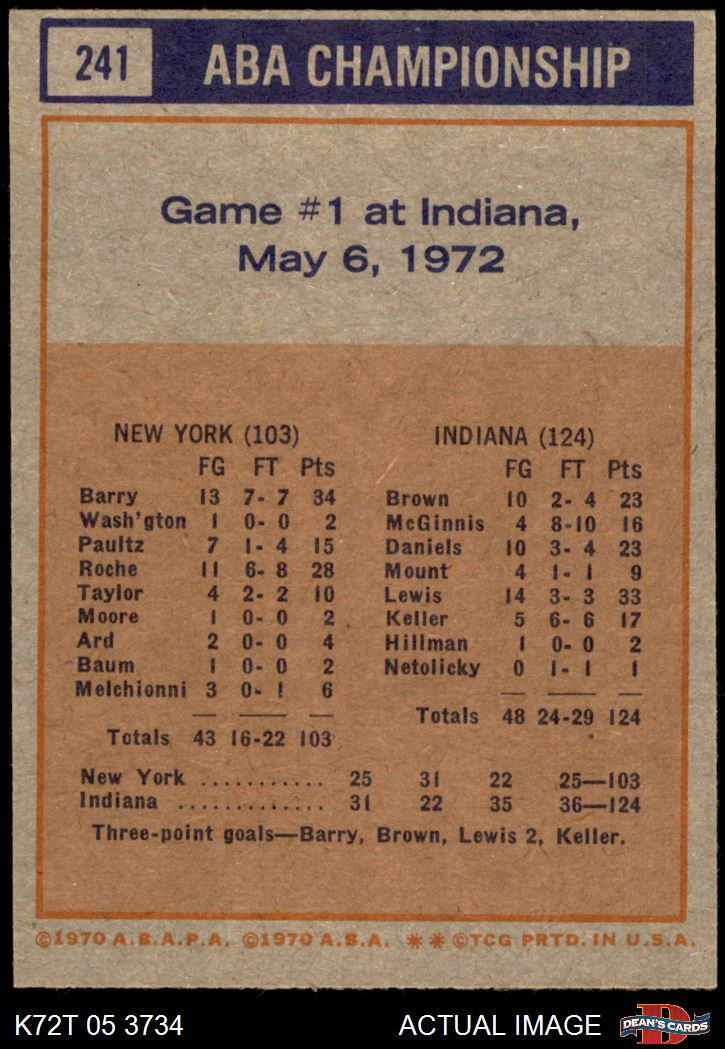 241 ABA CHAMPIONSHIP
Game #1 at Indiana,
May 6, 1972
NEW YORK (103)
FG FT Pts
Barry 13 7- 7 34
Wash'gton 1 0- 0 2
Paultz 7 1- 4 15
Roche 11 6- 8 28
Taylor 4 2- 2 10
Moore 1 0- 0 2
Ard 2 0- 0 4
Baum 1 0- 0 2
Melchionni 3 0- 1 6
Totals 43 16-22 103
INDIANA (124)
FG FT Pts
Brown 10 2- 4 23
McGinnis 4 8-10 16
Daniels 10 3- 4 23
Mount 4 1- 1 9
Lewis 14 3- 3 33
Keller 5 6- 6 17
Hillman 1 0- 0 2
Netolicky 0 1- 1 1
Totals 48 24-29 124
New York ........... 25 31 22 25—103
Indiana ............. 31 22 35 36—124
Three-point goals—Barry, Brown, Lewis 2, Keller.
©1970 A.B.A.P.A. ©1970 A.B.A. ✻✻©TCG PRTD. IN U.S.A.
K72T 05 3734 ACTUAL IMAGE D DEAN'S CARDS